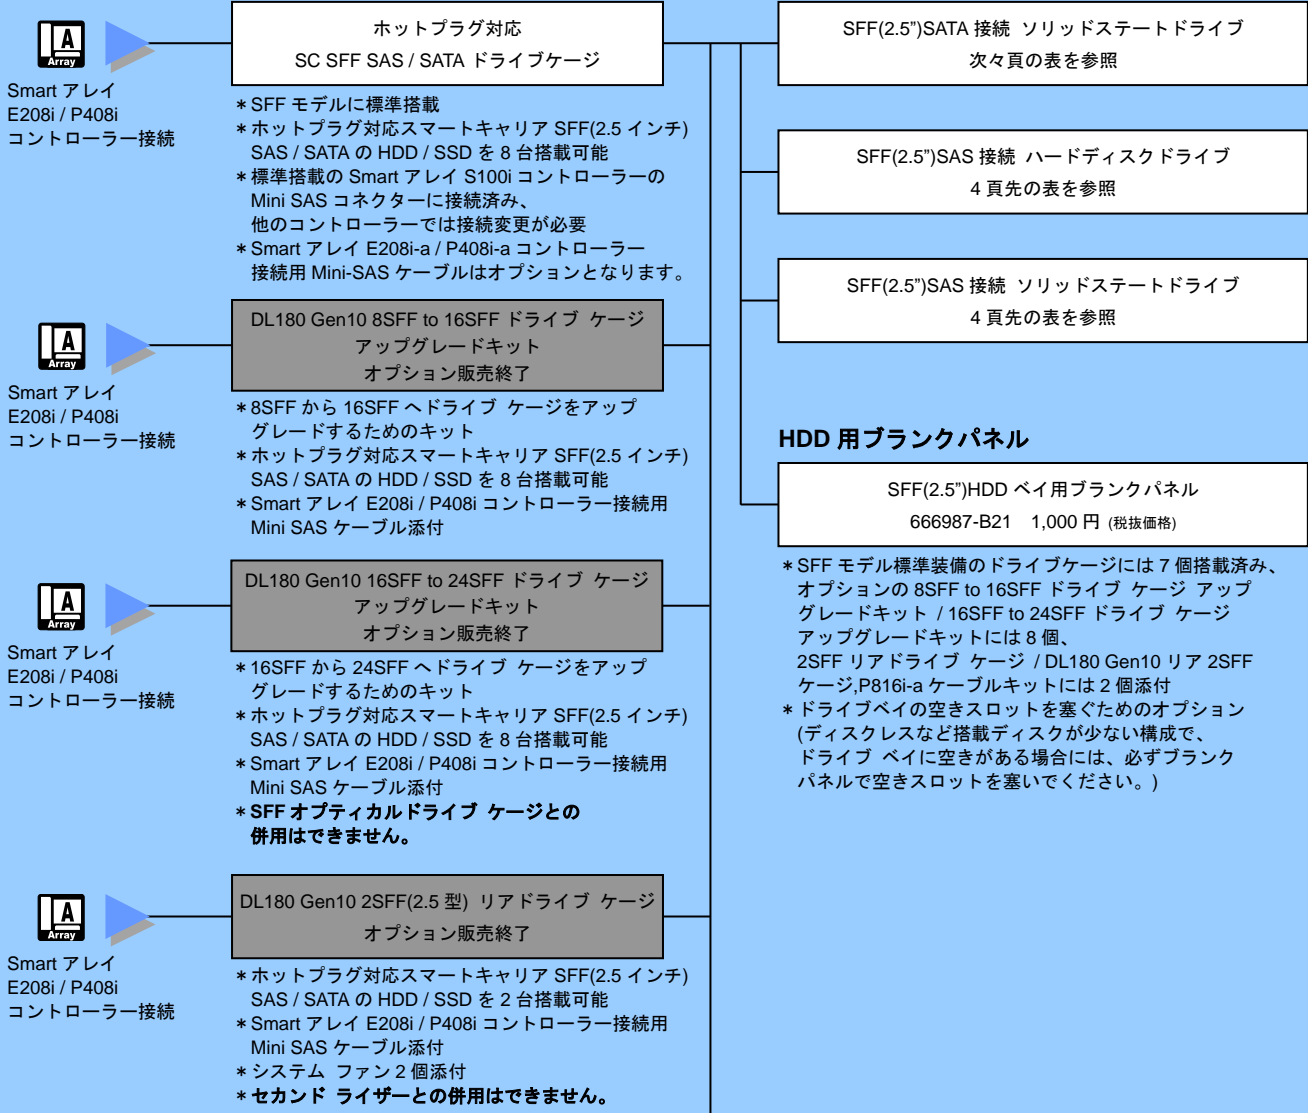 A
Array
Smart アレイ
E208i / P408i
コントローラー接続
ホットプラグ対応
SC SFF SAS / SATA ドライブケージ
*SFF モデルに標準搭載
*ホットプラグ対応スマートキャリア SFF(2.5 インチ)
SAS / SATA の HDD / SSD を 8 台搭載可能
*標準搭載の Smart アレイ S100i コントローラーの
Mini SAS コネクターに接続済み、
他のコントローラーでは接続変更が必要
*Smart アレイ E208i-a / P408i-a コントローラー
接続用 Mini-SAS ケーブルはオプションとなります。
A
Array
Smart アレイ
E208i / P408i
コントローラー接続
DL180 Gen10 8SFF to 16SFF ドライブ ケージ
アップグレードキット
オプション販売終了
*8SFF から 16SFF へドライブ ケージをアップ
グレードするためのキット
*ホットプラグ対応スマートキャリア SFF(2.5 インチ)
SAS / SATA の HDD / SSD を 8 台搭載可能
*Smart アレイ E208i / P408i コントローラー接続用
Mini SAS ケーブル添付
A
Array
Smart アレイ
E208i / P408i
コントローラー接続
DL180 Gen10 16SFF to 24SFF ドライブ ケージ
アップグレードキット
オプション販売終了
*16SFF から 24SFF へドライブ ケージをアップ
グレードするためのキット
*ホットプラグ対応スマートキャリア SFF(2.5 インチ)
SAS / SATA の HDD / SSD を 8 台搭載可能
*Smart アレイ E208i / P408i コントローラー接続用
Mini SAS ケーブル添付
*SFF オプティカルドライブ ケージとの
併用はできません。
A
Array
Smart アレイ
E208i / P408i
コントローラー接続
DL180 Gen10 2SFF(2.5 型) リアドライブ ケージ
オプション販売終了
*ホットプラグ対応スマートキャリア SFF(2.5 インチ)
SAS / SATA の HDD / SSD を 2 台搭載可能
*Smart アレイ E208i / P408i コントローラー接続用
Mini SAS ケーブル添付
*システム ファン 2 個添付
*セカンド ライザーとの併用はできません。
SFF(2.5”)SATA 接続 ソリッドステートドライブ
次々頁の表を参照
SFF(2.5”)SAS 接続 ハードディスクドライブ
4 頁先の表を参照
SFF(2.5”)SAS 接続 ソリッドステートドライブ
4 頁先の表を参照
HDD 用ブランクパネル
SFF(2.5”)HDD ベイ用ブランクパネル
666987-B21 1,000 円 (税抜価格)
*SFF モデル標準装備のドライブケージには 7 個搭載済み、
オプションの 8SFF to 16SFF ドライブ ケージ アップ
グレードキット / 16SFF to 24SFF ドライブ ケージ
アップグレードキットには 8 個、
2SFF リアドライブ ケージ / DL180 Gen10 リア 2SFF
ケージ,P816i-a ケーブルキットには 2 個添付
*ドライブベイの空きスロットを塞ぐためのオプション
(ディスクレスなど搭載ディスクが少ない構成で、
ドライブ ベイに空きがある場合には、必ずブランク
パネルで空きスロットを塞いでください。)